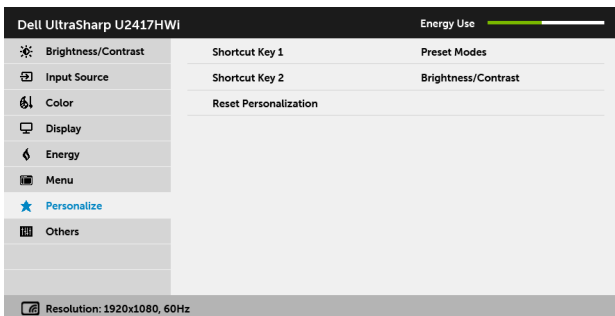 Dell UltraSharp U2417HWi Energy Use
Brightness/Contrast Shortcut Key 1 Preset Modes
Input Source Shortcut Key 2 Brightness/Contrast
Color Reset Personalization
Display
Energy
Menu
Personalize
Others
Resolution: 1920x1080, 60Hz